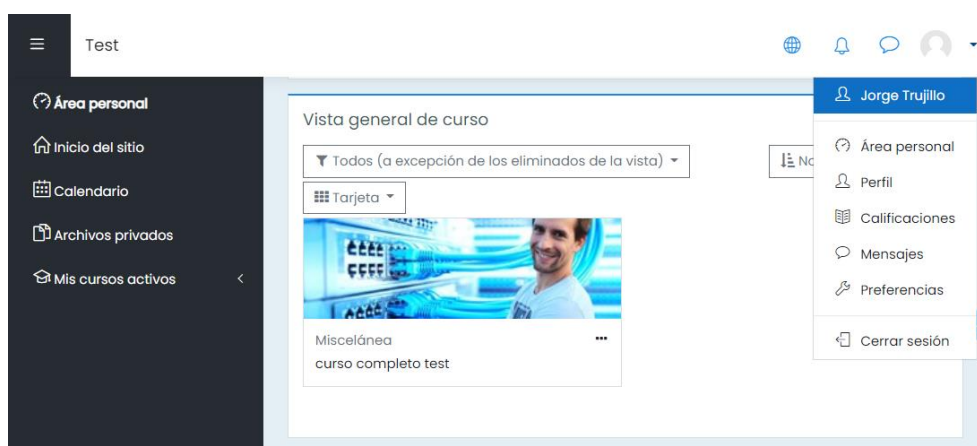 Test
Área personal
Inicio del sitio
Calendario
Archivos privados
Mis cursos activos
Vista general de curso
Todos (a excepción de los eliminados de la vista)
Tarjeta
Miscelánea
curso completo test
Jorge Trujillo
Área personal
Perfil
Calificaciones
Mensajes
Preferencias
Cerrar sesión